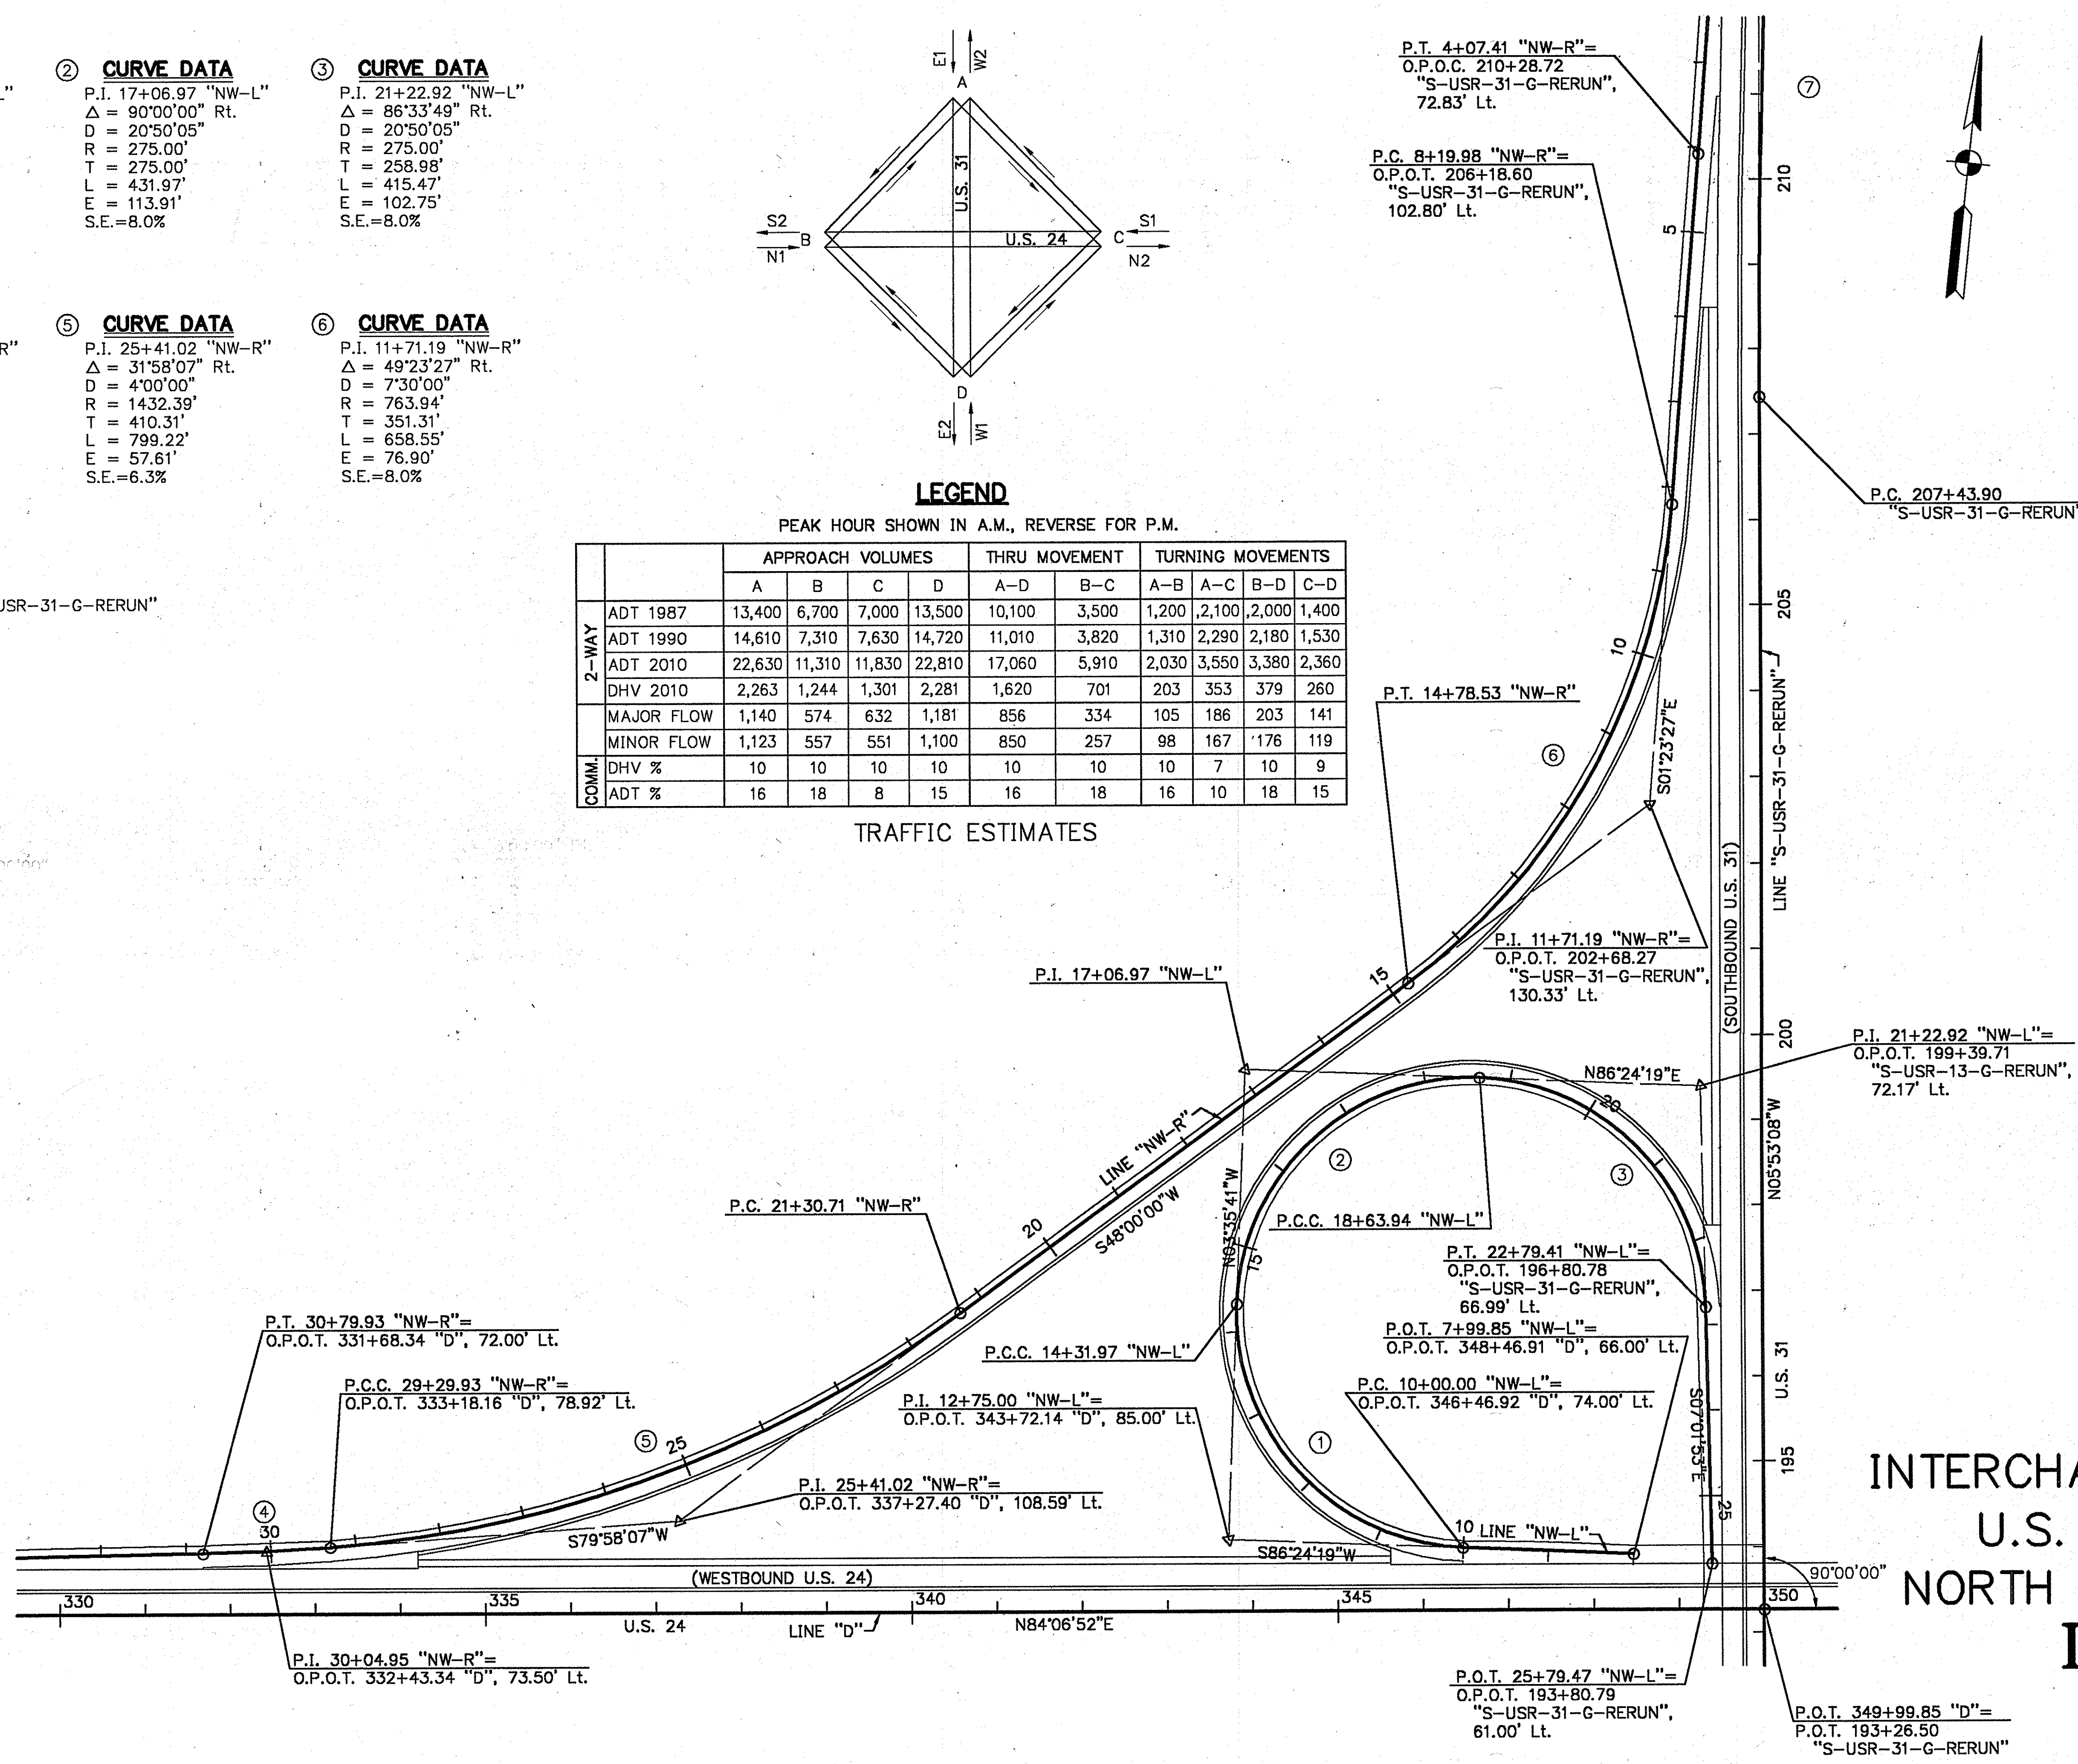 ② CURVE DATA
P.I. 17+06.97 "NW-L"
Δ = 90°00'00" Rt.
D = 20°50'05"
R = 275.00'
T = 275.00'
L = 431.97'
E = 113.91'
S.E.=8.0%
③ CURVE DATA
P.I. 21+22.92 "NW-L"
Δ = 86°33'49" Rt.
D = 20°50'05"
R = 275.00'
T = 258.98'
L = 415.47'
E = 102.75'
S.E.=8.0%
⑤ CURVE DATA
P.I. 25+41.02 "NW-R"
Δ = 31°58'07" Rt.
D = 4°00'00"
R = 1432.39'
T = 410.31'
L = 799.22'
E = 57.61'
S.E.=6.3%
⑥ CURVE DATA
P.I. 11+71.19 "NW-R"
Δ = 49°23'27" Rt.
D = 7°30'00"
R = 763.94'
T = 351.31'
L = 658.55'
E = 76.90'
S.E.=8.0%
USR-31-G-RERUN"
E1 W2
A
U.S. 31
S2 B
N1
U.S. 24
C S1
N2
D
E2 W1
LEGEND
PEAK HOUR SHOWN IN A.M., REVERSE FOR P.M.
APPROACH VOLUMES THRU MOVEMENT TURNING MOVEMENTS
A B C D A-D B-C A-B A-C B-D C-D
2-WAY
ADT 1987 13,400 6,700 7,000 13,500 10,100 3,500 1,200 ,2,100 ,2,000 1,400
ADT 1990 14,610 7,310 7,630 14,720 11,010 3,820 1,310 2,290 2,180 1,530
ADT 2010 22,630 11,310 11,830 22,810 17,060 5,910 2,030 3,550 3,380 2,360
DHV 2010 2,263 1,244 1,301 2,281 1,620 701 203 353 379 260
MAJOR FLOW 1,140 574 632 1,181 856 334 105 186 203 141
MINOR FLOW 1,123 557 551 1,100 850 257 98 167 176 119
COMM.
DHV % 10 10 10 10 10 10 10 7 10 9
ADT % 16 18 8 15 16 18 16 10 18 15
TRAFFIC ESTIMATES
P.T. 4+07.41 "NW-R"=
O.P.O.C. 210+28.72
"S-USR-31-G-RERUN",
72.83' Lt.
P.C. 8+19.98 "NW-R"=
O.P.O.T. 206+18.60
"S-USR-31-G-RERUN",
102.80' Lt.
⑦
210
5
P.C. 207+43.90
"S-USR-31-G-RERUN"
205
10
P.T. 14+78.53 "NW-R"
⑥
S01°23'27"E
LINE "S-USR-31-G-RERUN"
(SOUTHBOUND U.S. 31)
P.I. 11+71.19 "NW-R"=
O.P.O.T. 202+68.27
"S-USR-31-G-RERUN",
130.33' Lt.
15
P.I. 17+06.97 "NW-L"
200
P.I. 21+22.92 "NW-L"=
O.P.O.T. 199+39.71
"S-USR-13-G-RERUN",
72.17' Lt.
N86°24'19"E
20
LINE "NW-R"
②
③
N05°53'08"W
N03°35'41"W
S48°00'00"W
P.C. 21+30.71 "NW-R"
20
P.C.C. 18+63.94 "NW-L"
15
P.T. 22+79.41 "NW-L"=
O.P.O.T. 196+80.78
"S-USR-31-G-RERUN",
66.99' Lt.
P.T. 30+79.93 "NW-R"=
O.P.O.T. 331+68.34 "D", 72.00' Lt.
P.O.T. 7+99.85 "NW-L"=
O.P.O.T. 348+46.91 "D", 66.00' Lt.
P.C.C. 14+31.97 "NW-L"
U.S. 31
P.C.C. 29+29.93 "NW-R"=
O.P.O.T. 333+18.16 "D", 78.92' Lt.
P.C. 10+00.00 "NW-L"=
O.P.O.T. 346+46.92 "D", 74.00' Lt.
P.I. 12+75.00 "NW-L"=
O.P.O.T. 343+72.14 "D", 85.00' Lt.
S07°01'53"E
⑤
25
①
195
P.I. 25+41.02 "NW-R"=
O.P.O.T. 337+27.40 "D", 108.59' Lt.
25
④
30
S79°58'07"W
10
LINE "NW-L"
S86°24'19"W
(WESTBOUND U.S. 24)
90°00'00"
330
335
340
345
350
U.S. 24
LINE "D"
N84°06'52"E
P.I. 30+04.95 "NW-R"=
O.P.O.T. 332+43.34 "D", 73.50' Lt.
P.O.T. 25+79.47 "NW-L"=
O.P.O.T. 193+80.79
"S-USR-31-G-RERUN",
61.00' Lt.
P.O.T. 349+99.85 "D"=
P.O.T. 193+26.50
"S-USR-31-G-RERUN"
INTERCHA
U.S.
NORTH